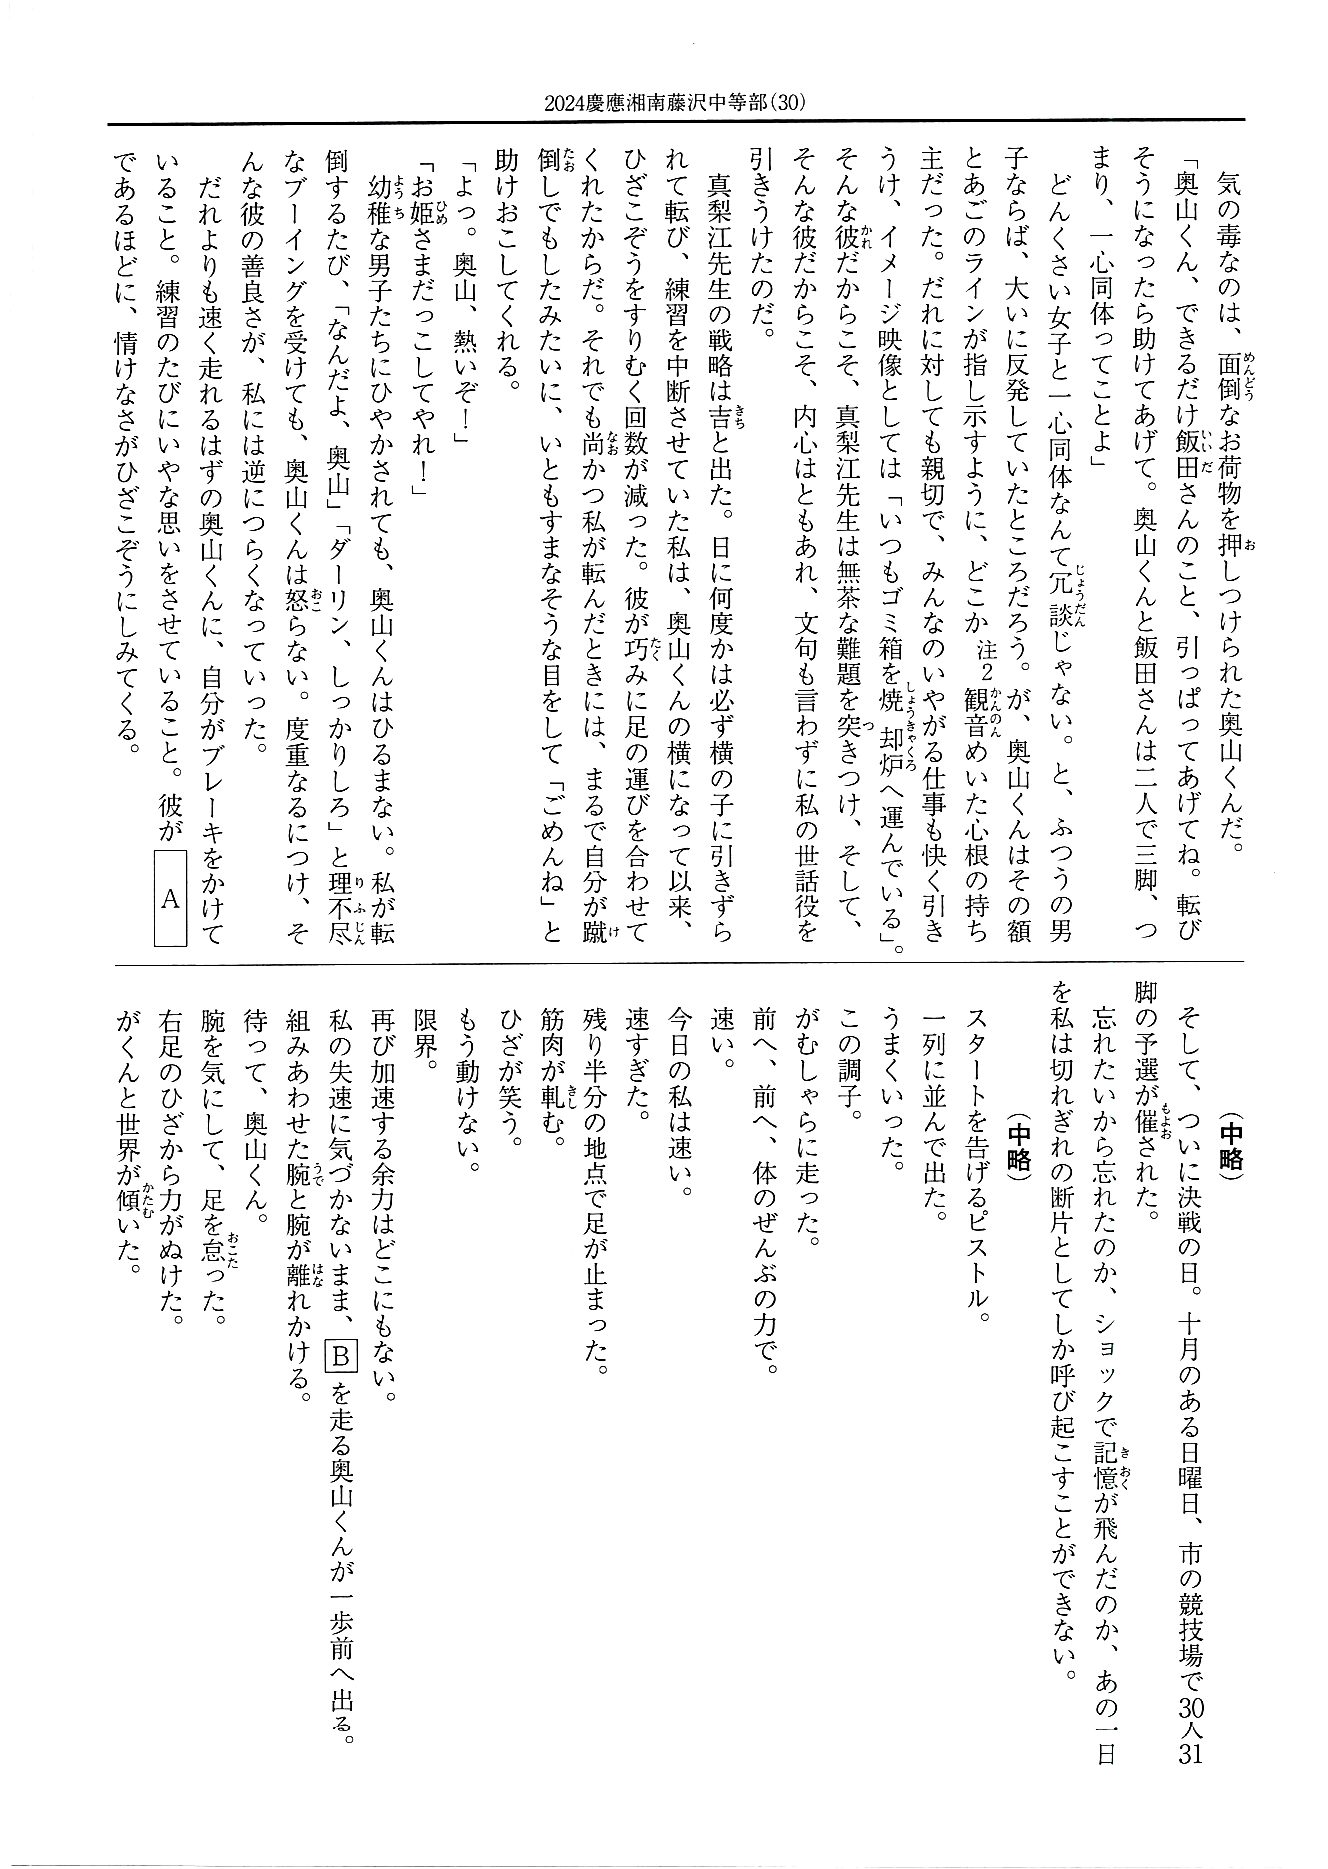 2024慶應湘南藤沢中等部(30)
気の毒なのは、面倒なお荷物を押しつけられた奥山くんだ。
「奥山くん、できるだけ飯田さんのこと、引っぱってあげてね。転び
そうになったら助けてあげて。奥山くんと飯田さんは二人で三脚、つ
まり、一心同体ってことよ」
どんくさい女子と一心同体なんて冗談じゃない。と、ふつうの男
子ならば、大いに反発していたところだろう。が、奥山くんはその額
とあごのラインが指し示すように、どこか注2観音めいた心根の持ち
主だった。だれに対しても親切で、みんなのいやがる仕事も快く引き
うけ、イメージ映像としては「いつもゴミ箱を焼却炉へ運んでいる」。
そんな彼だからこそ、真梨江先生は無茶な難題を突きつけ、そして、
そんな彼だからこそ、内心はともあれ、文句も言わずに私の世話役を
引きうけたのだ。
真梨江先生の戦略は吉と出た。日に何度かは必ず横の子に引きずら
れて転び、練習を中断させていた私は、奥山くんの横になって以来、
ひざこぞうをすりむく回数が減った。彼が巧みに足の運びを合わせて
くれたからだ。それでも尚かつ私が転んだときには、まるで自分が蹴
倒しでもしたみたいに、いともすまなそうな目をして「ごめんね」と
助けおこしてくれる。
「よっ。奥山、熱いぞ！」
「お姫さまだっこしてやれ！」
幼稚な男子たちにひやかされても、奥山くんはひるまない。私が転
倒するたび、「なんだよ、奥山」「ダーリン、しっかりしろ」と理不尽
なブーイングを受けても、奥山くんは怒らない。度重なるにつけ、そ
んな彼の善良さが、私には逆につらくなっていった。
だれよりも速く走れるはずの奥山くんに、自分がブレーキをかけて
いること。練習のたびにいやな思いをさせていること。彼が A
であるほどに、情けなさがひざこぞうにしみてくる。
（中略）
そして、ついに決戦の日。十月のある日曜日、市の競技場で30人31
脚の予選が催された。
忘れたいから忘れたのか、ショックで記憶が飛んだのか、あの一日
を私は切れぎれの断片としてしか呼び起こすことができない。
（中略）
スタートを告げるピストル。
一列に並んで出た。
うまくいった。
この調子。
がむしゃらに走った。
前へ、前へ、体のぜんぶの力で。
速い。
今日の私は速い。
速すぎた。
残り半分の地点で足が止まった。
筋肉が軋む。
ひざが笑う。
もう動けない。
限界。
再び加速する余力はどこにもない。
私の失速に気づかないまま、 B を走る奥山くんが一歩前へ出る。
組みあわせた腕と腕が離れかける。
待って、奥山くん。
腕を気にして、足を怠った。
右足のひざから力がぬけた。
がくんと世界が傾いた。